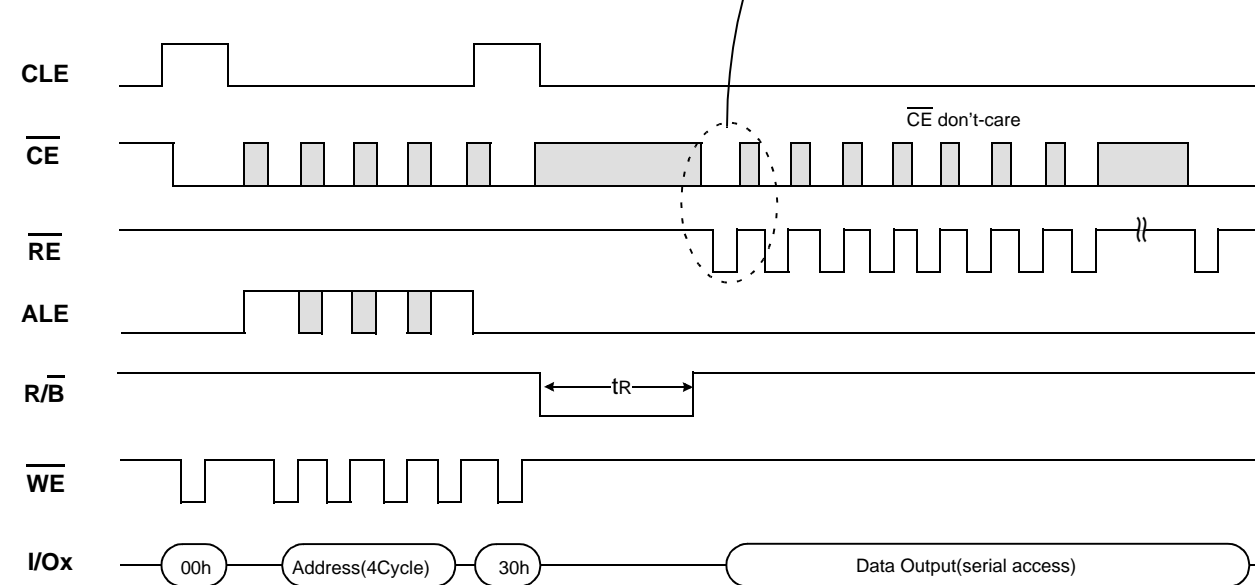 CLE
CE don't-care
CE
RE
ALE
R/B
tR
WE
I/Ox
00h
Address(4Cycle)
30h
Data Output(serial access)